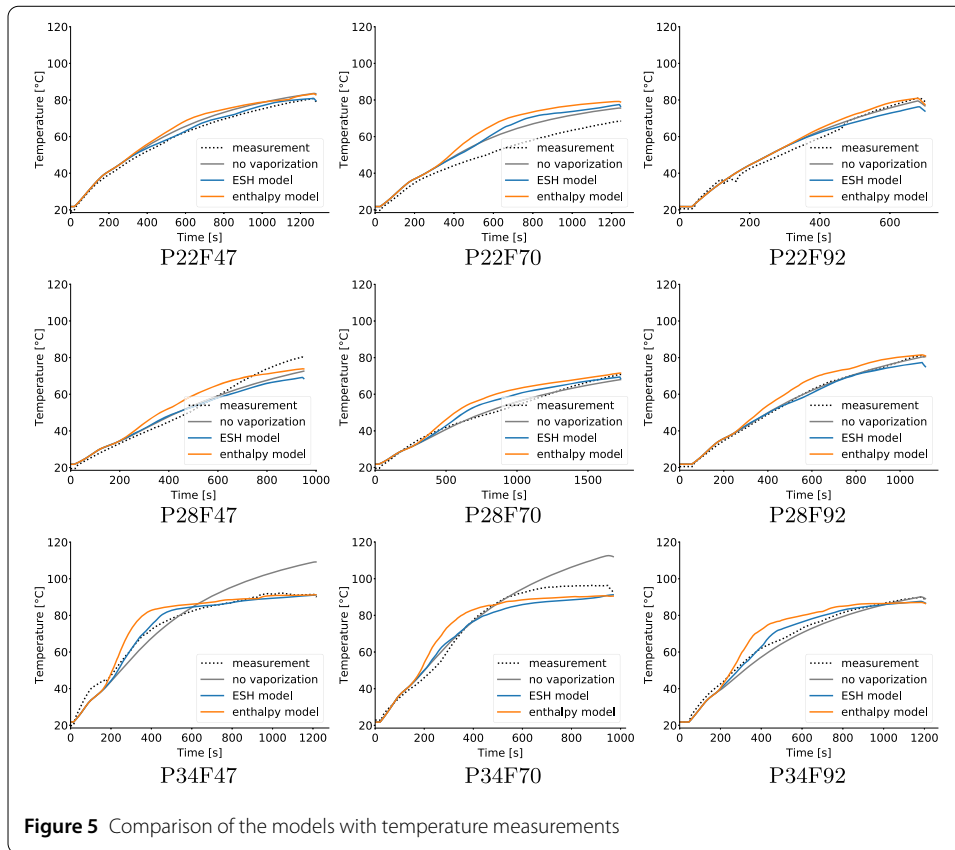 120
100
80
60
40
20
Temperature [°C]
measurement
no vaporization
ESH model
enthalpy model
0 200 400 600 800 1000 1200
Time [s]
P22F47
120
100
80
60
40
20
Temperature [°C]
measurement
no vaporization
ESH model
enthalpy model
0 200 400 600 800 1000 1200
Time [s]
P22F70
120
100
80
60
40
20
Temperature [°C]
measurement
no vaporization
ESH model
enthalpy model
0 200 400 600
Time [s]
P22F92
120
100
80
60
40
20
Temperature [°C]
measurement
no vaporization
ESH model
enthalpy model
0 200 400 600 800 1000
Time [s]
P28F47
120
100
80
60
40
20
Temperature [°C]
measurement
no vaporization
ESH model
enthalpy model
0 500 1000 1500
Time [s]
P28F70
120
100
80
60
40
20
Temperature [°C]
measurement
no vaporization
ESH model
enthalpy model
0 200 400 600 800 1000
Time [s]
P28F92
120
100
80
60
40
20
Temperature [°C]
measurement
no vaporization
ESH model
enthalpy model
0 200 400 600 800 1000 1200
Time [s]
P34F47
120
100
80
60
40
20
Temperature [°C]
measurement
no vaporization
ESH model
enthalpy model
0 200 400 600 800 1000
Time [s]
P34F70
120
100
80
60
40
20
Temperature [°C]
measurement
no vaporization
ESH model
enthalpy model
0 200 400 600 800 1000 1200
Time [s]
P34F92
Figure 5 Comparison of the models with temperature measurements